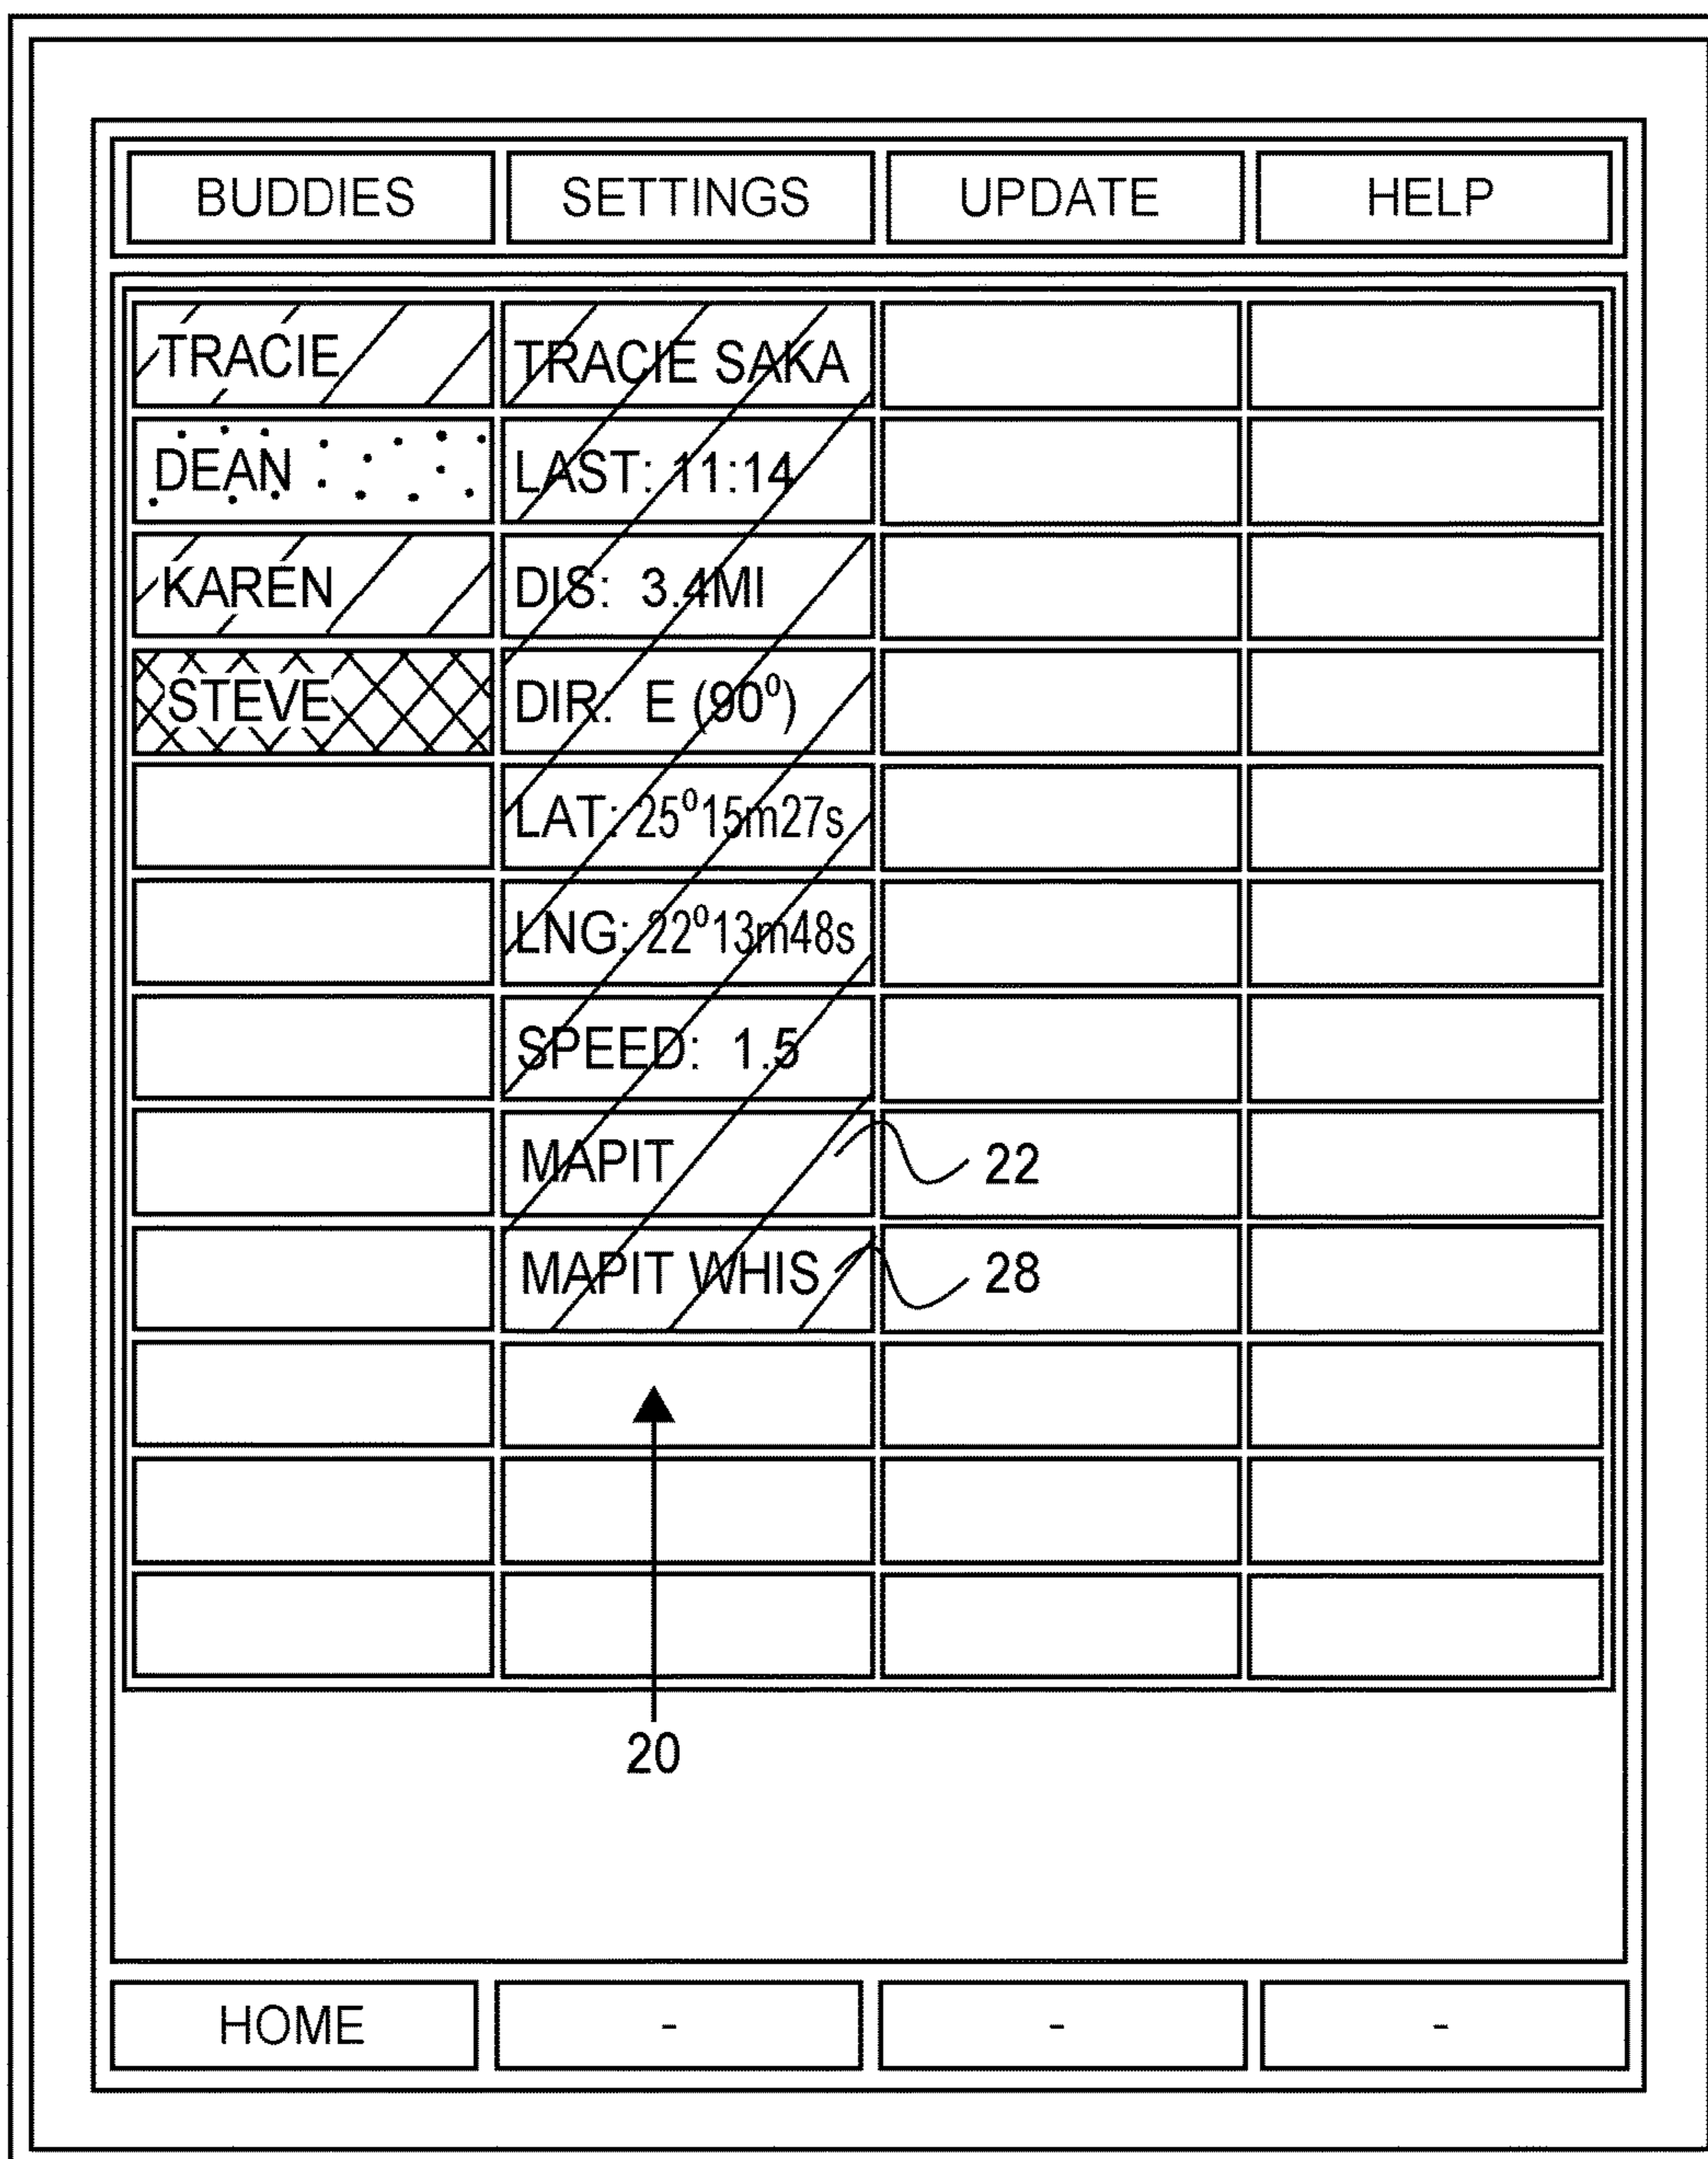 BUDDIES SETTINGS UPDATE HELP
TRACIE TRACIE SAKA
DEAN LAST: 11:14
KAREN DIS: 3.4MI
STEVE DIR: E (90⁰)
LAT: 25⁰15m27s
LNG: 22⁰13m48s
SPEED: 1.5
MAPIT 22
MAPIT WHIS 28
20
HOME - - -